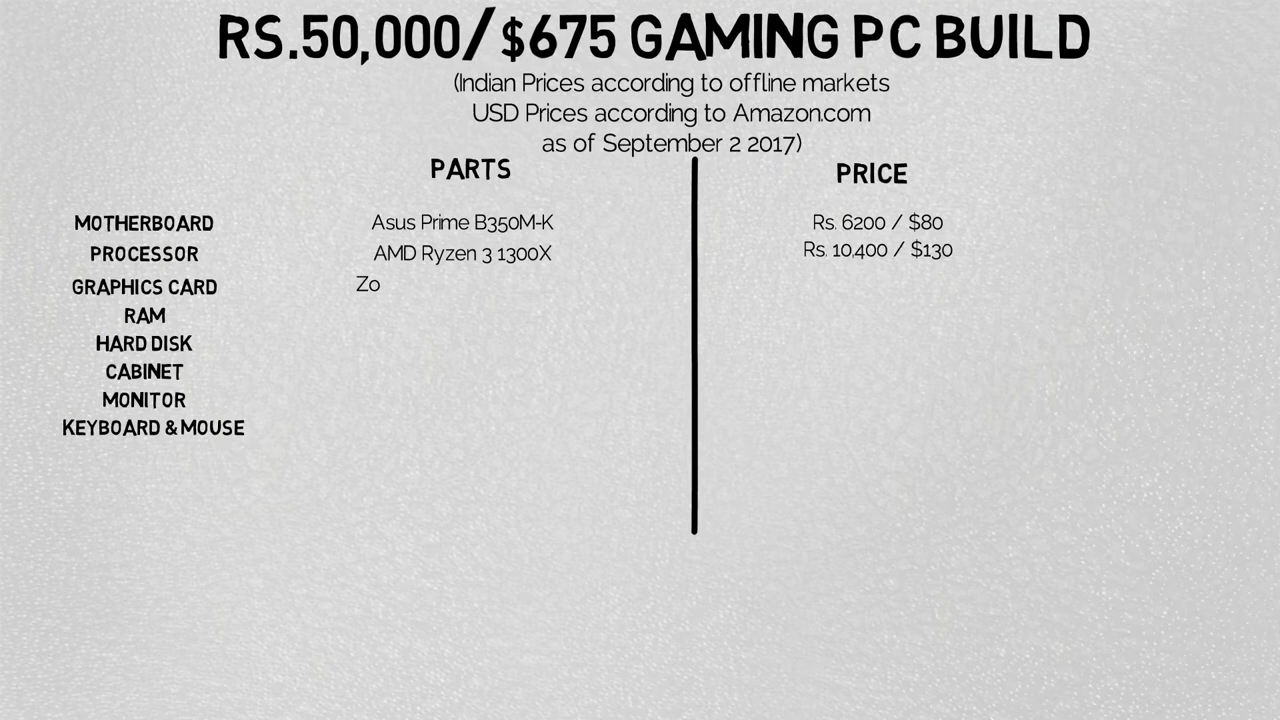 RS.50,000/$675 GAMING PC BUILD
(Indian Prices according to offline markets
USD Prices according to Amazon.com
as of September 2 2017)
PARTS PRICE
MOTHERBOARD Asus Prime B350M-K Rs. 6200 / $80
PROCESSOR AMD Ryzen 3 1300X Rs. 10,400 / $130
GRAPHICS CARD Zo
RAM
HARD DISK
CABINET
MONITOR
KEYBOARD & MOUSE